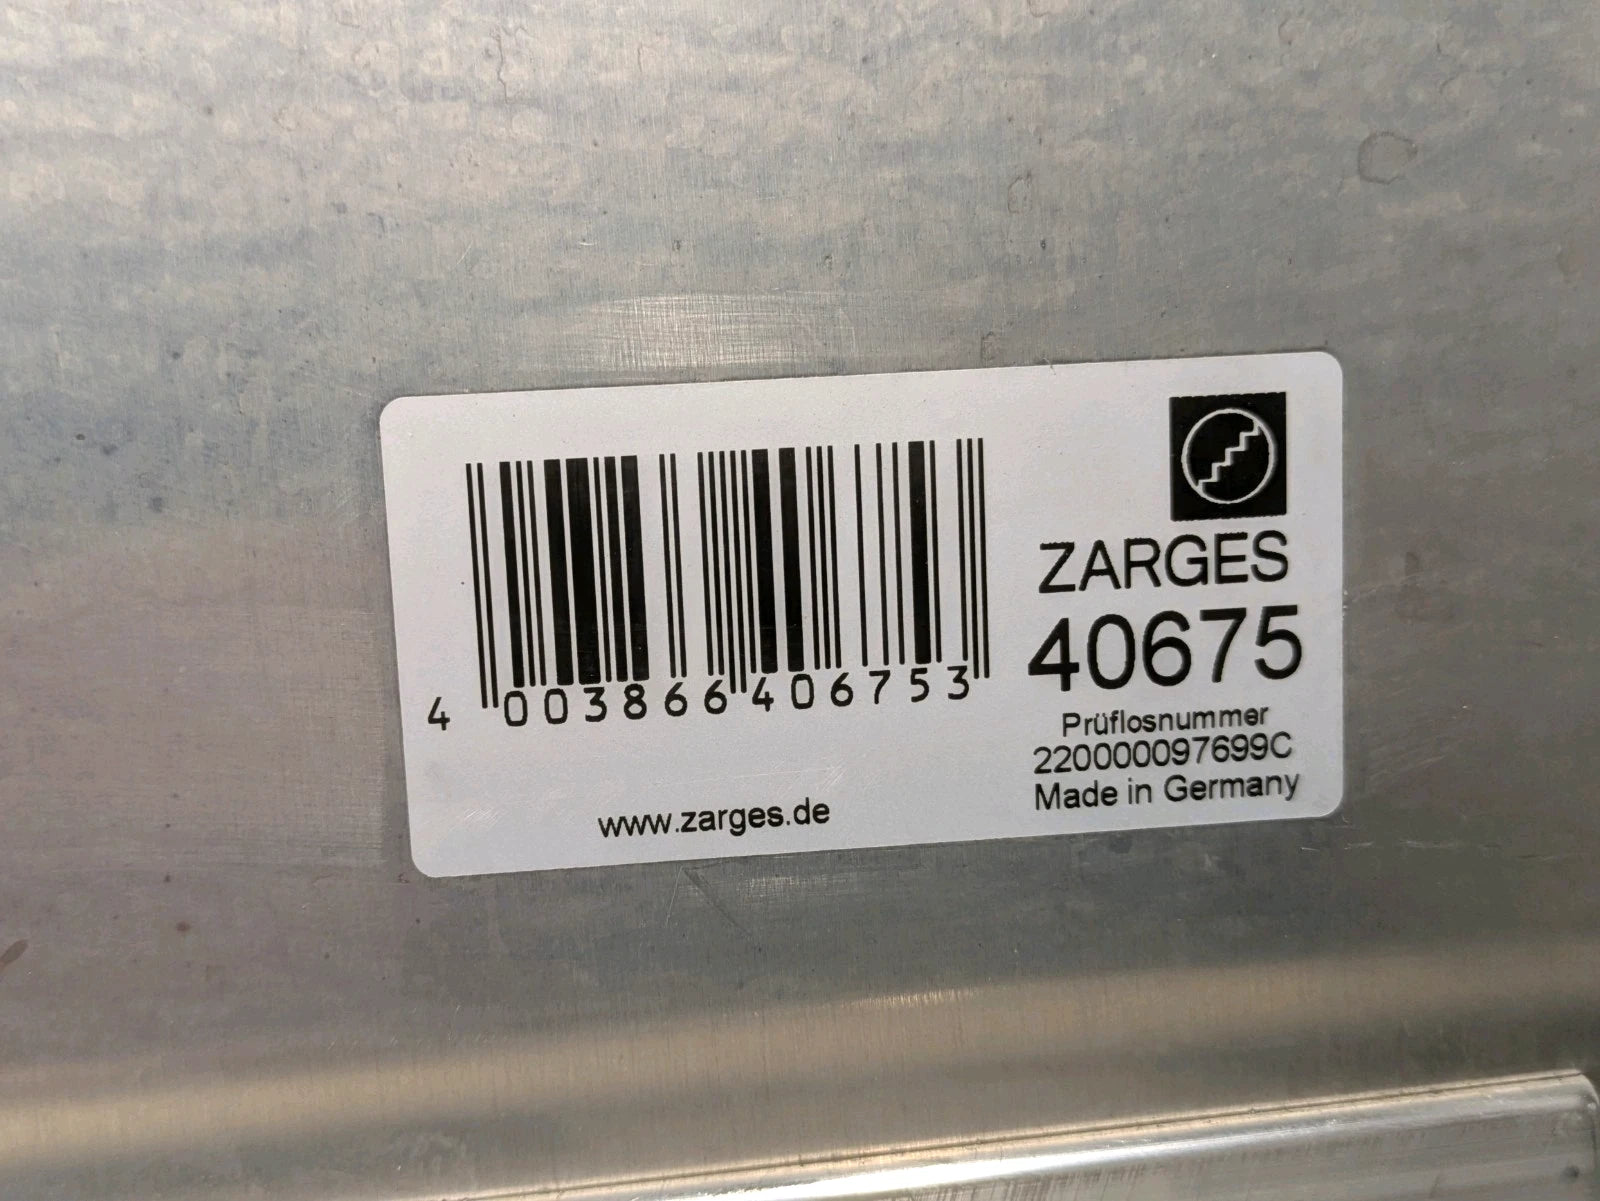 4 003866 406753
www.zarges.de
ZARGES
40675
Prüflosnummer
220000097699C
Made in Germany